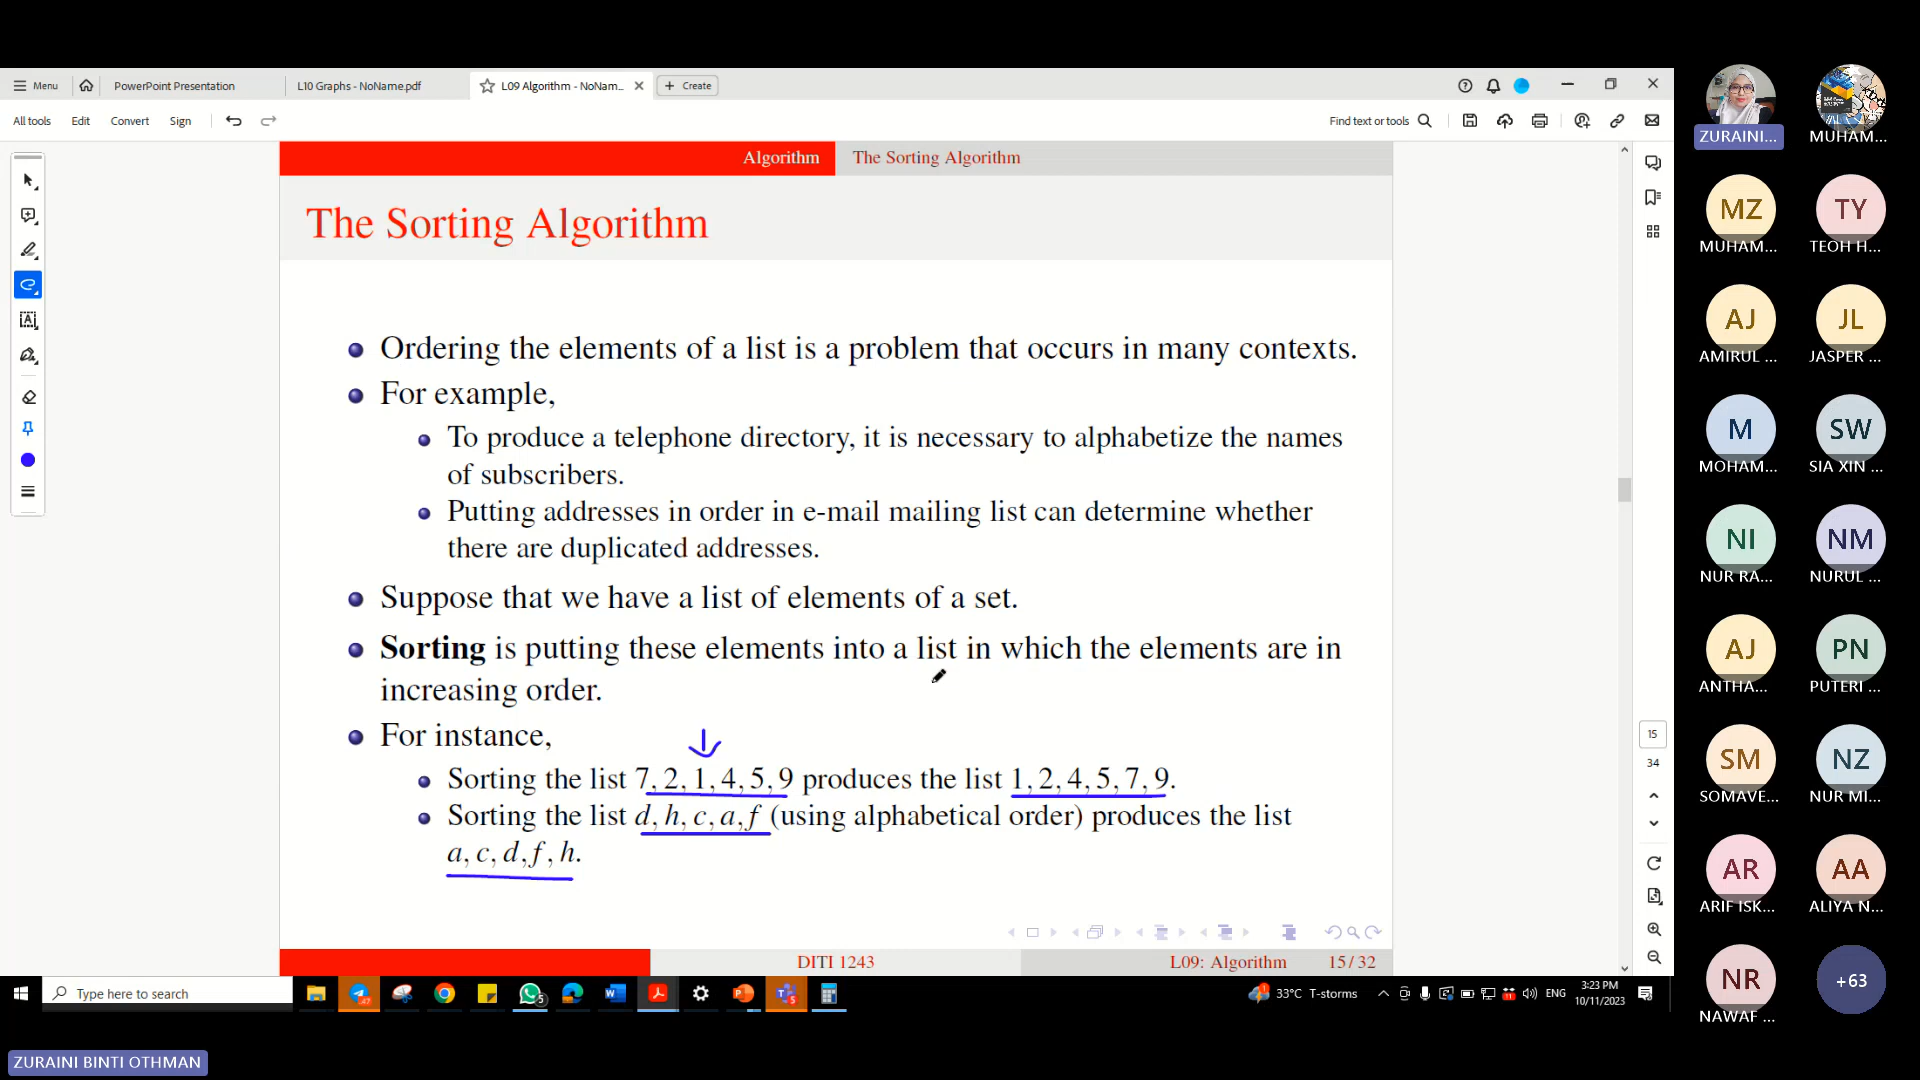 Menu
PowerPoint Presentation
L10 Graphs - NoName.pdf
L09 Algorithm - NoNam...
Create
All tools
Edit
Convert
Sign
Find text or tools
Algorithm
The Sorting Algorithm
The Sorting Algorithm
Ordering the elements of a list is a problem that occurs in many contexts.
For example,
To produce a telephone directory, it is necessary to alphabetize the names
of subscribers.
Putting addresses in order in e-mail mailing list can determine whether
there are duplicated addresses.
Suppose that we have a list of elements of a set.
Sorting is putting these elements into a list in which the elements are in
increasing order.
For instance,
Sorting the list 7, 2, 1, 4, 5, 9 produces the list 1, 2, 4, 5, 7, 9.
Sorting the list d, h, c, a, f (using alphabetical order) produces the list
a, c, d, f, h.
DITI 1243
L09: Algorithm
15 / 32
15
34
Type here to search
33°C T-storms
ENG
3:23 PM
10/11/2023
ZURAINI...
MUHAM...
MZ
MUHAM...
TY
TEOH H...
AJ
AMIRUL ...
JL
JASPER ...
M
MOHAM...
SW
SIA XIN ...
NI
NUR RA...
NM
NURUL ...
AJ
ANTHA...
PN
PUTERI ...
SM
SOMAVE...
NZ
NUR MI...
AR
ARIF ISK...
AA
ALIYA N...
NR
NAWAF ...
+63
ZURAINI BINTI OTHMAN